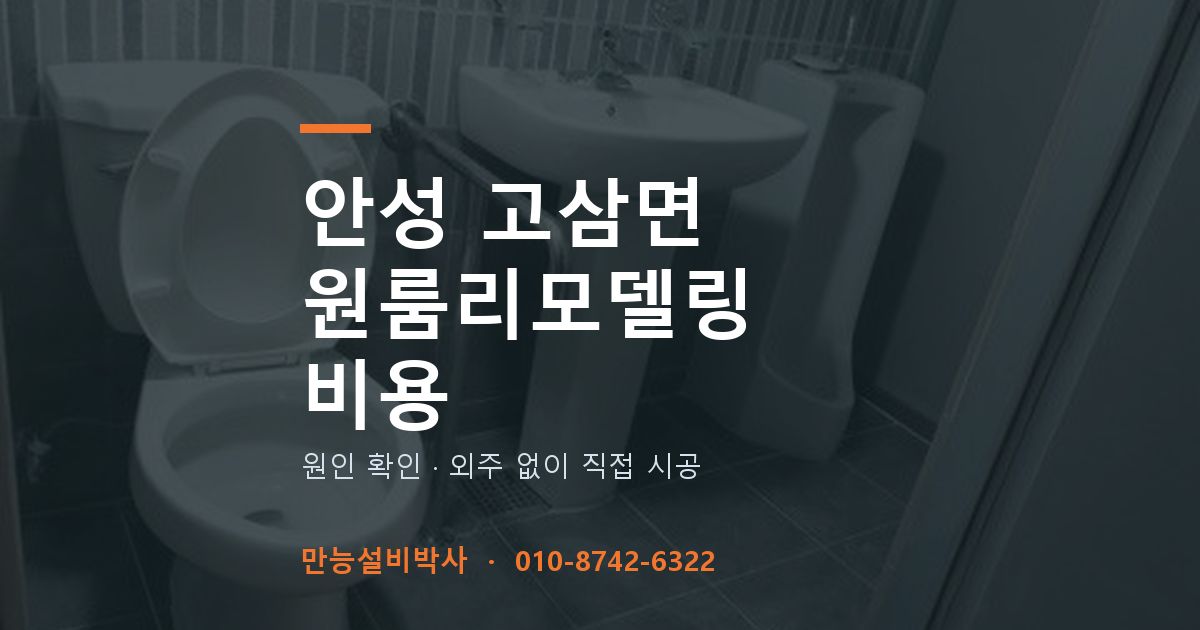 안성 고삼면
원룸리모델링
비용
원인 확인 · 외주 없이 직접 시공
만능설비박사 · 010-8742-6322